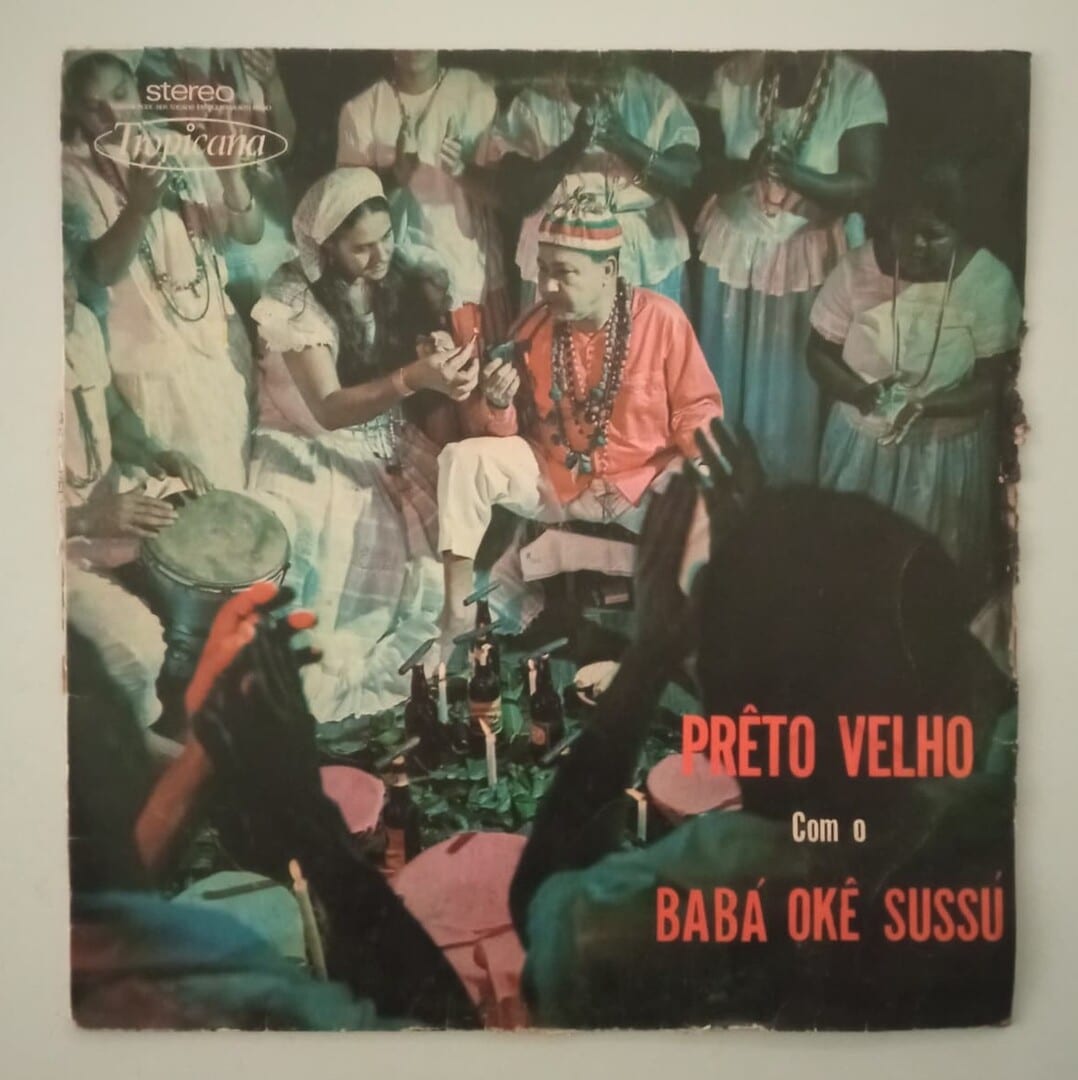 stereo
Tropicana
PRÊTO VELHO
Com o
BABÁ OKÊ SUSSÚ